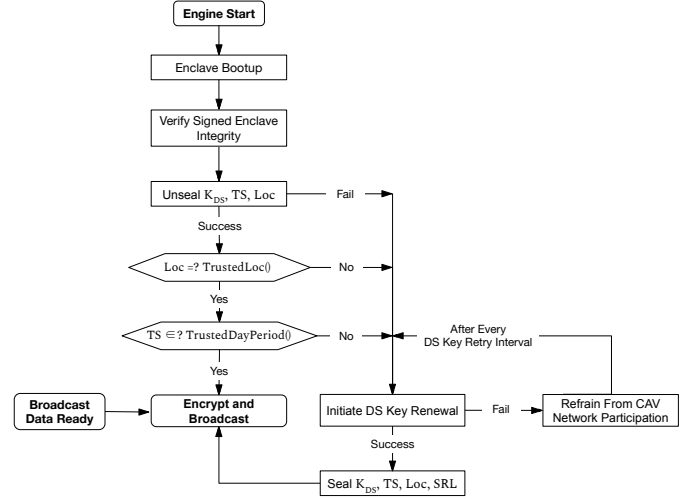 Engine Start
Enclave Bootup
Verify Signed Enclave
Integrity
Unseal K_DS, TS, Loc
Fail
Success
Loc =? TrustedLoc()
No
Yes
TS ∈? TrustedDayPeriod()
No
After Every
DS Key Retry Interval
Yes
Broadcast
Data Ready
Encrypt and
Broadcast
Initiate DS Key Renewal
Fail
Refrain From CAV
Network Participation
Success
Seal K_DS, TS, Loc, SRL